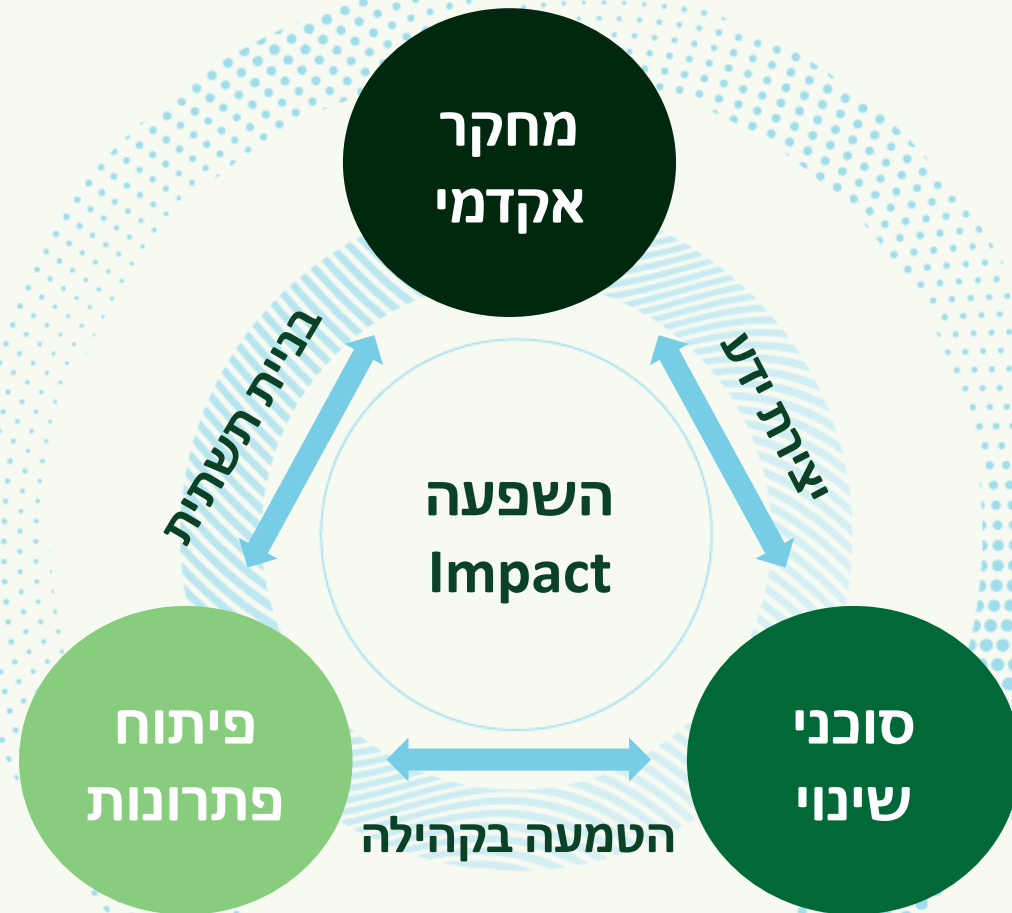 מחקר
אקדמי
בניית תשתית
יצירת ידע
השפעה
Impact
פיתוח
פתרונות
סוכני
שינוי
הטמעה בקהילה